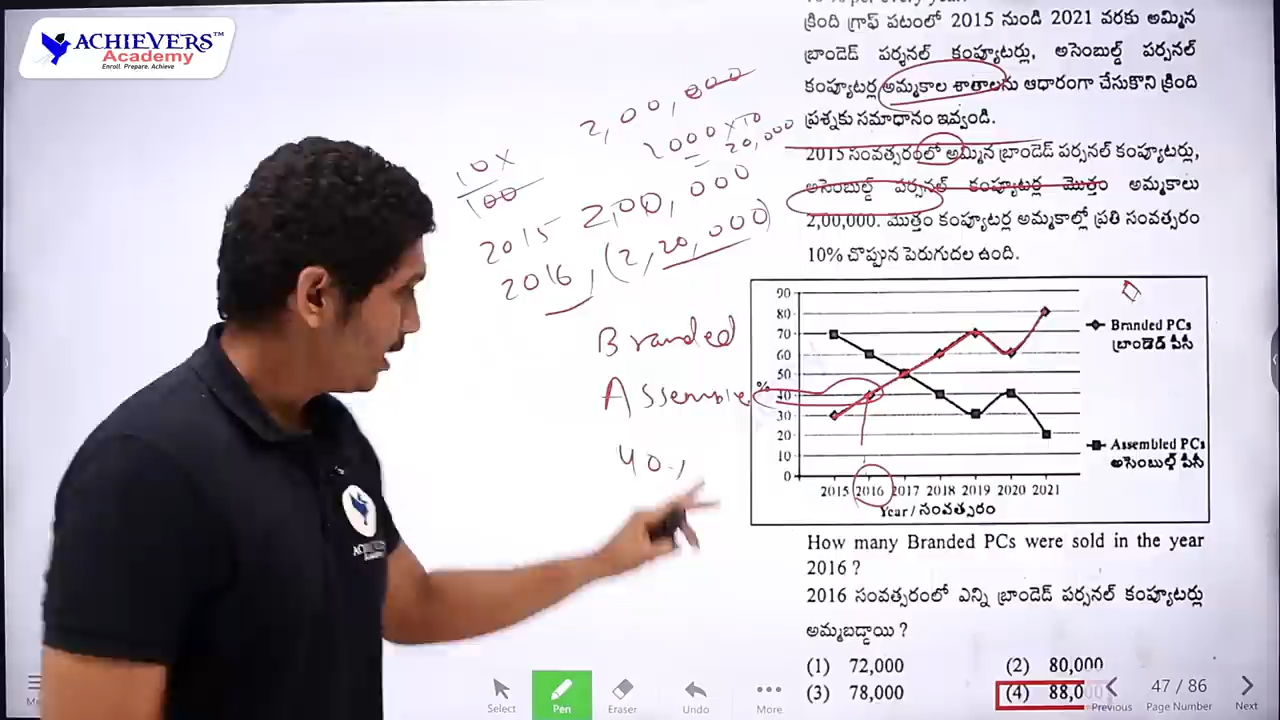 ACHIEVERS™
Academy
Enroll. Prepare. Achieve
క్రింది గ్రాఫ్ పటంలో 2015 నుండి 2021 వరకు అమ్మిన
బ్రాండెడ్ పర్శనల్ కంప్యూటర్లు, అసెంబుల్డ్ పర్సనల్
కంప్యూటర్ల అమ్మకాల శాతాలను ఆధారంగా చేసుకొని క్రింది
ప్రశ్నకు సమాధానం ఇవ్వండి.
2015 సంవత్సరంలో అమ్మిన బ్రాండెడ్ పర్సనల్ కంప్యూటర్లు,
అసెంబుల్డ్ పర్సనల్ కంప్యూటర్ల మొత్తం అమ్మకాలు
2,00,000. మొత్తం కంప్యూటర్ల అమ్మకాల్లో ప్రతి సంవత్సరం
10% చొప్పున పెరుగుదల ఉంది.
2,00,000
2000 x 10
20,000
10 x
100
2015 200,000
2016, (2,20,000)
Branded
Assemble
40
90
80
70
60
50
40
30
20
10
0
%
2015 2016 2017 2018 2019 2020 2021
Year / సంవత్సరం
Branded PCs
బ్రాండెడ్ పీసీ
Assembled PCs
అసెంబుల్డ్ పీసీ
How many Branded PCs were sold in the year
2016 ?
2016 సంవత్సరంలో ఎన్ని బ్రాండెడ్ పర్సనల్ కంప్యూటర్లు
అమ్మబడ్డాయి ?
(1) 72,000 (2) 80,000
(3) 78,000 (4) 88,0
Select Pen Eraser Undo More
47 / 86
Previous Page Number Next